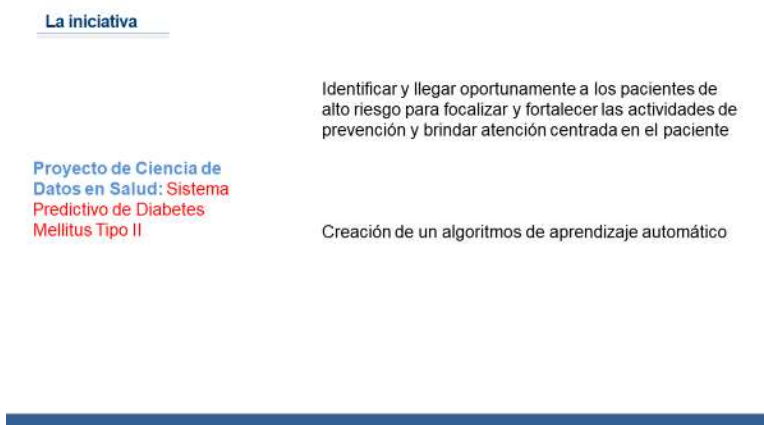 La iniciativa
Identificar y llegar oportunamente a los pacientes de
alto riesgo para focalizar y fortalecer las actividades de
prevención y brindar atención centrada en el paciente
Proyecto de Ciencia de
Datos en Salud: Sistema
Predictivo de Diabetes
Mellitus Tipo II
Creación de un algoritmos de aprendizaje automático